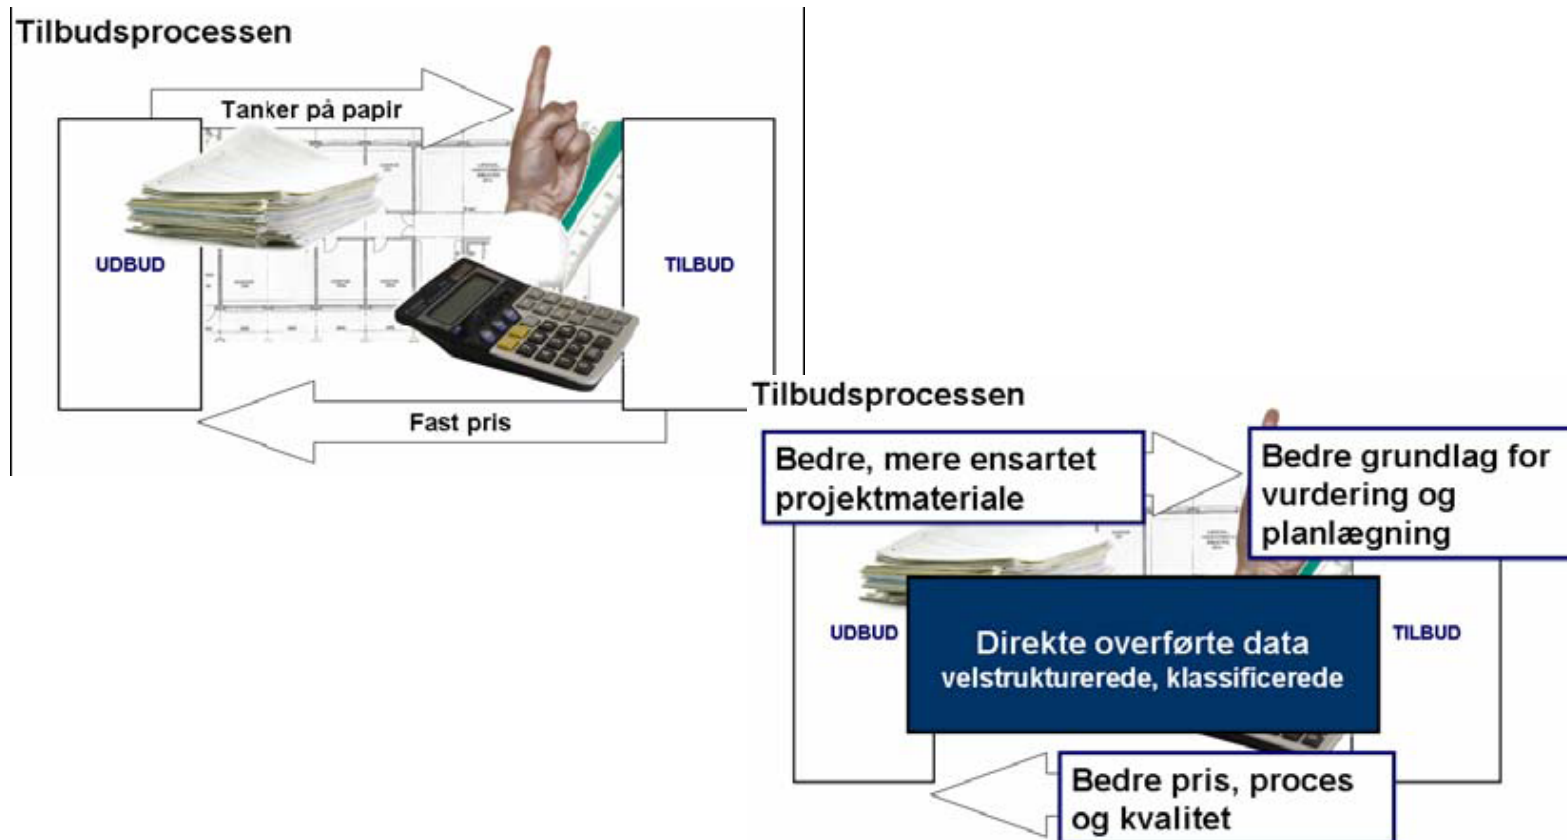 Tilbudsprocessen
Tanker på papir
UDBUD
TILBUD
Fast pris
Tilbudsprocessen
Bedre, mere ensartet
projektmateriale
Bedre grundlag for
vurdering og
planlægning
UDBUD
Direkte overførte data
velstrukturerede, klassificerede
TILBUD
Bedre pris, proces
og kvalitet